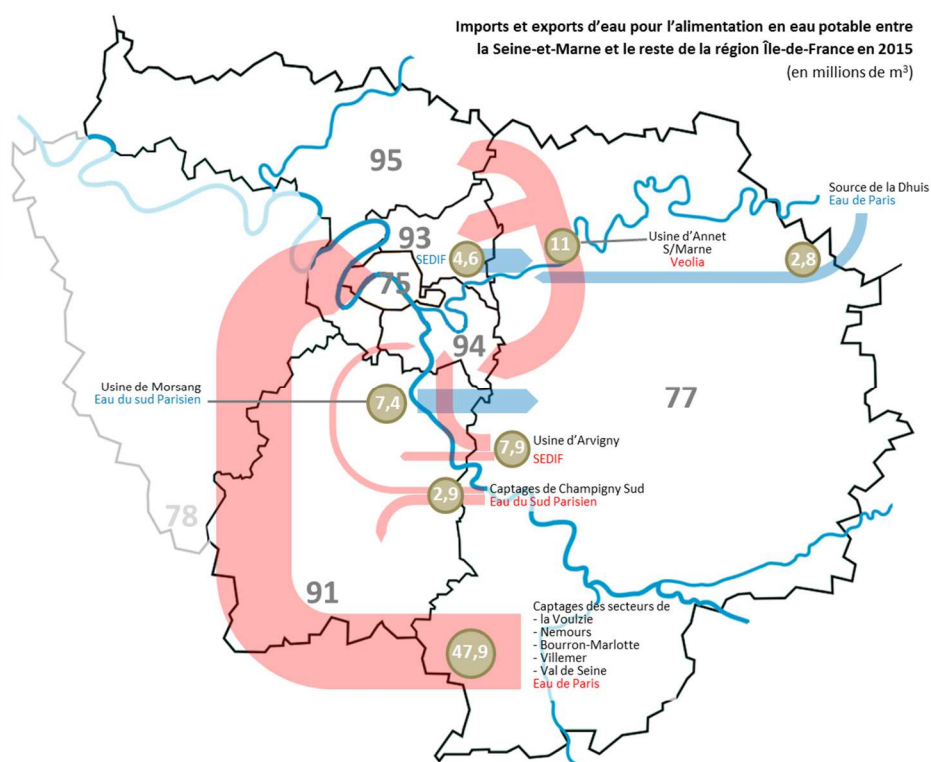 Imports et exports d'eau pour l'alimentation en eau potable entre
la Seine-et-Marne et le reste de la région Île-de-France en 2015
(en millions de m³)
95
Source de la Dhuis
Eau de Paris
93
SEDIF
4,6
11
Usine d'Annet
S/Marne
Veolia
2,8
75
94
Usine de Morsang
Eau du sud Parisien
7,4
77
7,9
Usine d'Arvigny
SEDIF
2,9
Captages de Champigny Sud
Eau du Sud Parisien
78
91
47,9
Captages des secteurs de
- la Voulzie
- Nemours
- Bourron-Marlotte
- Villemer
- Val de Seine
Eau de Paris